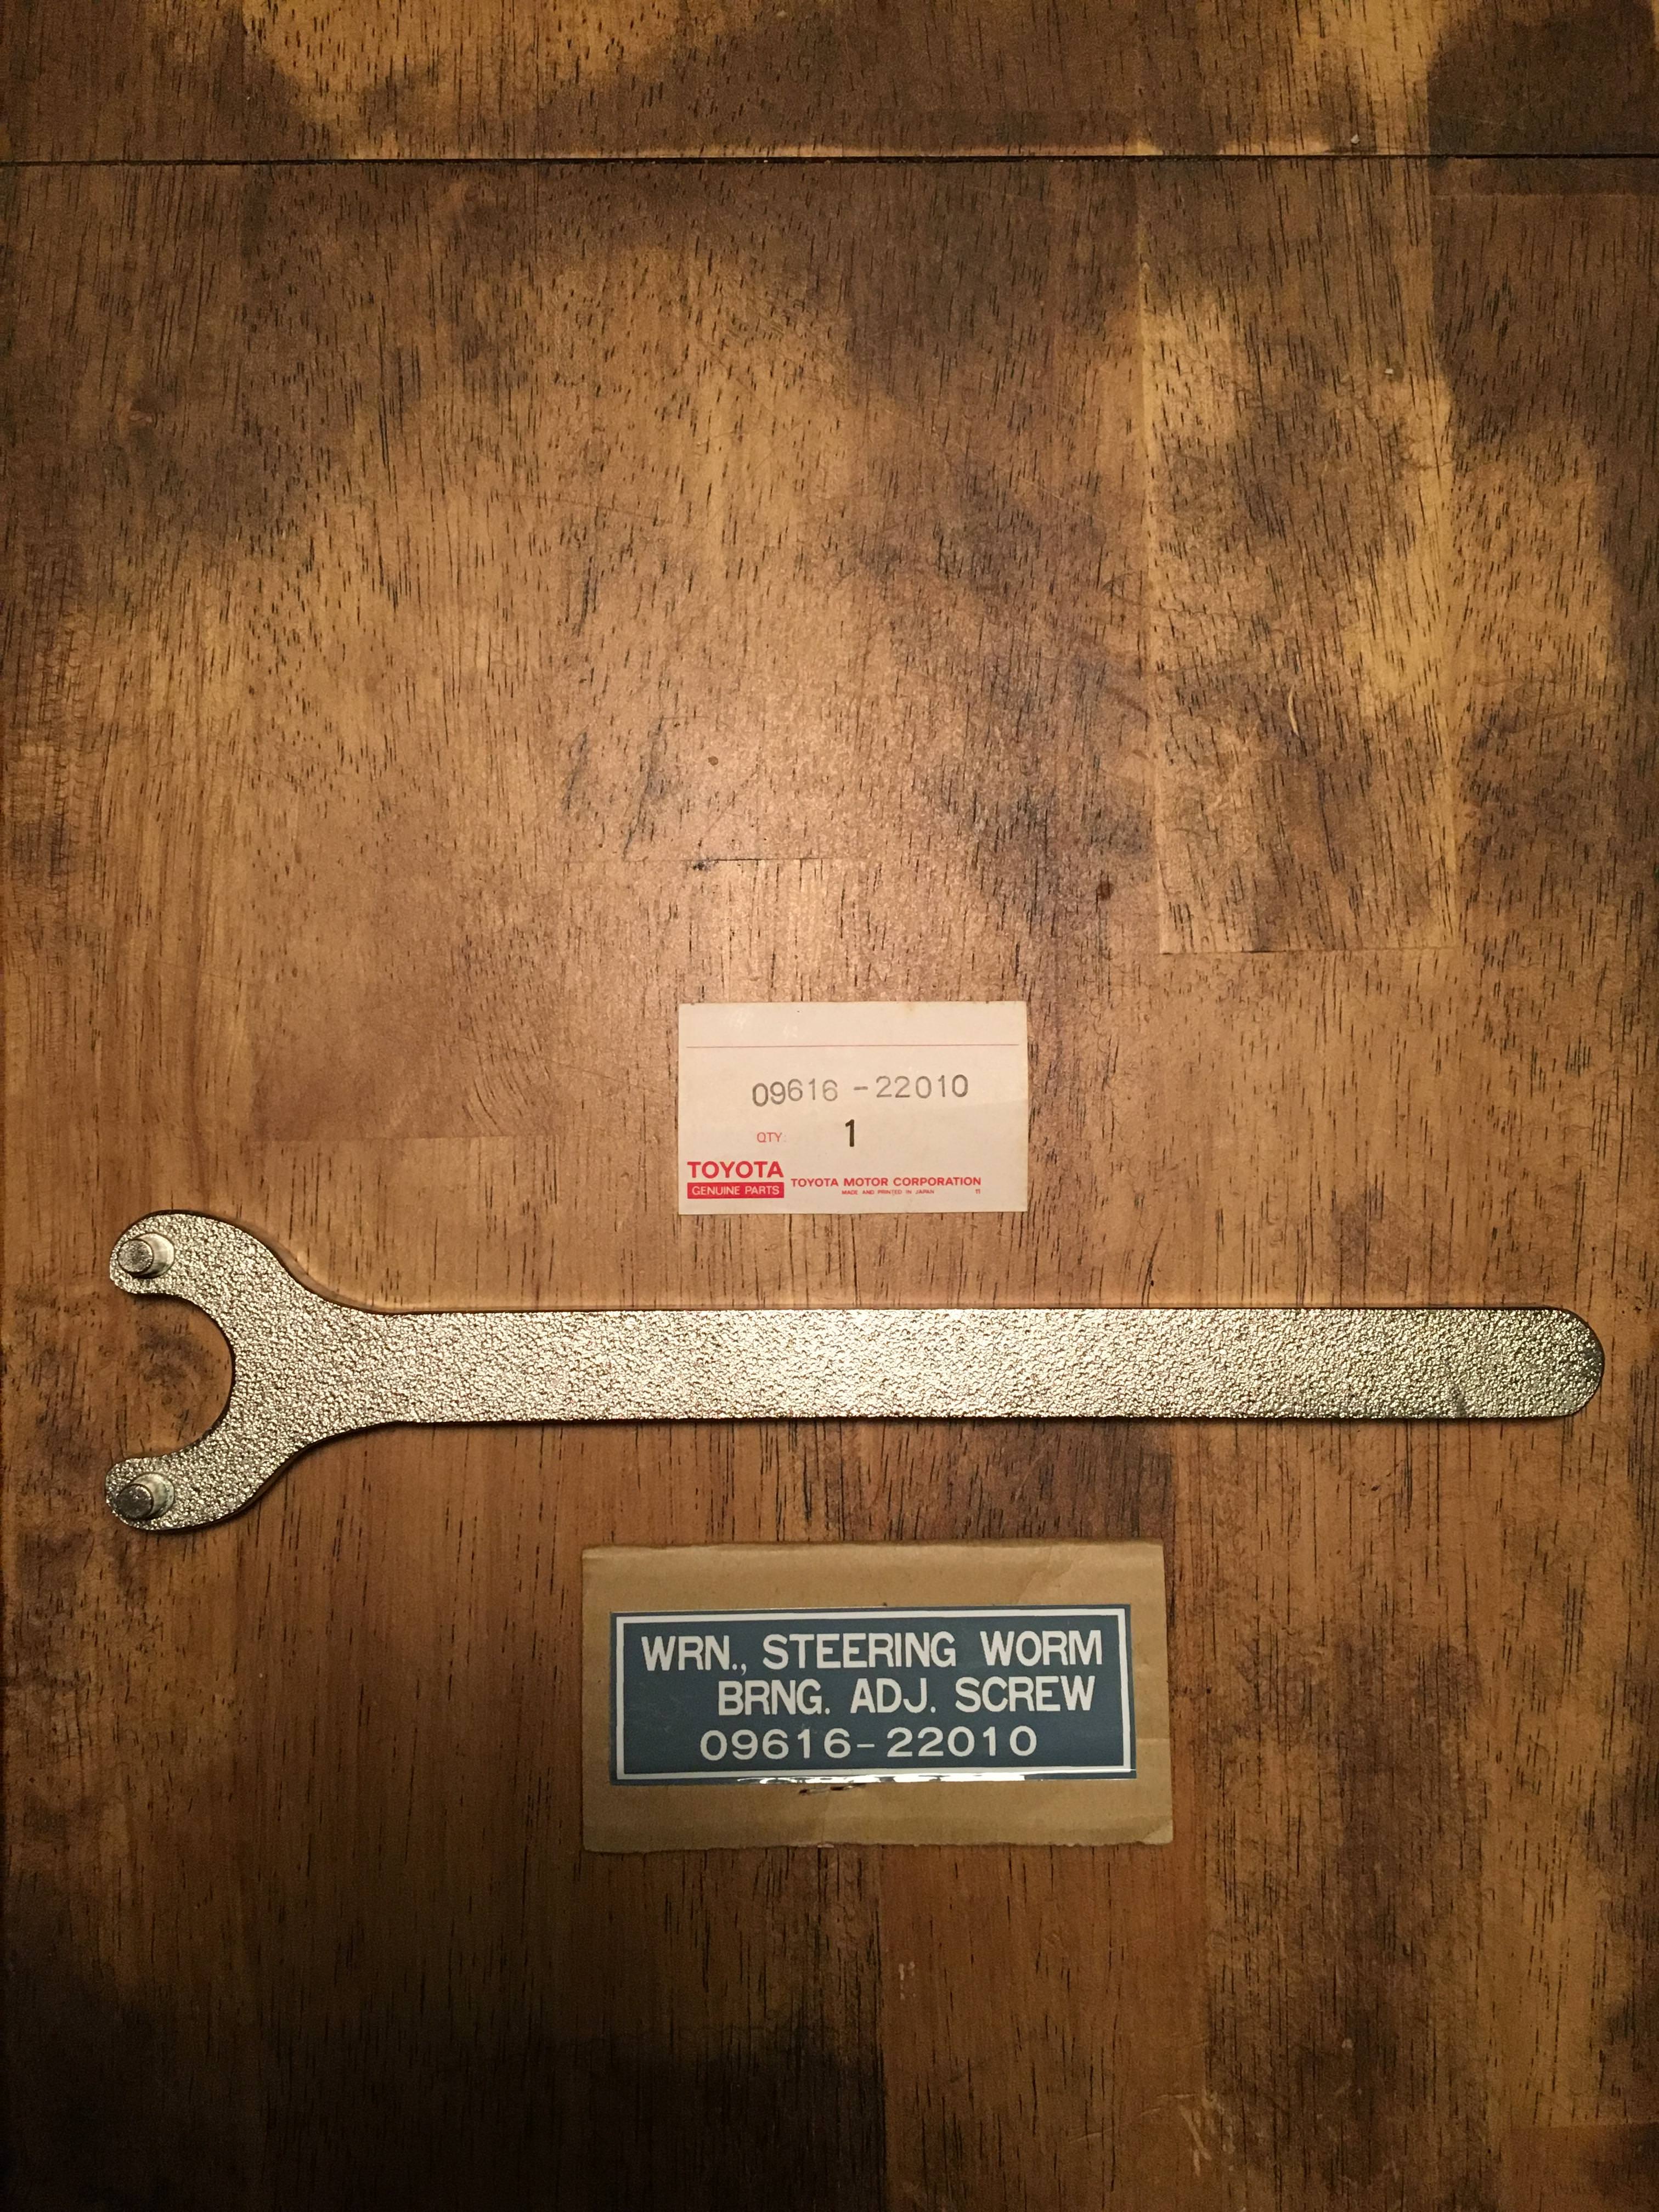 09616-22010
QTY: 1
TOYOTA
GENUINE PARTS
TOYOTA MOTOR CORPORATION
MADE AND PRINTED IN JAPAN
WRN., STEERING WORM
BRNG. ADJ. SCREW
09616-22010